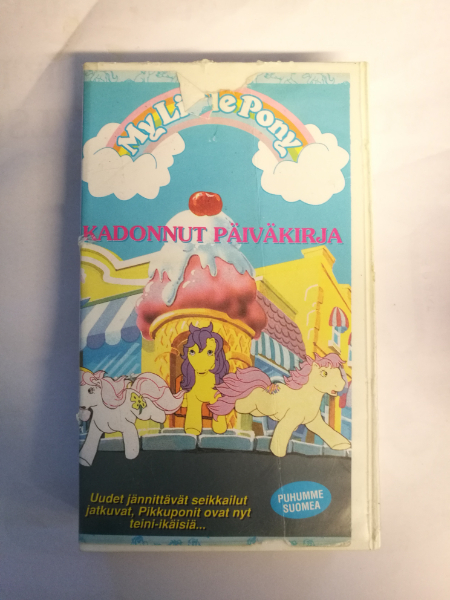 My Little Pony
KADONNUT PÄIVÄKIRJA
Uudet jännittävät seikkailut
jatkuvat, Pikkuponit ovat nyt
teini-ikäisiä...
PUHUMME
SUOMEA